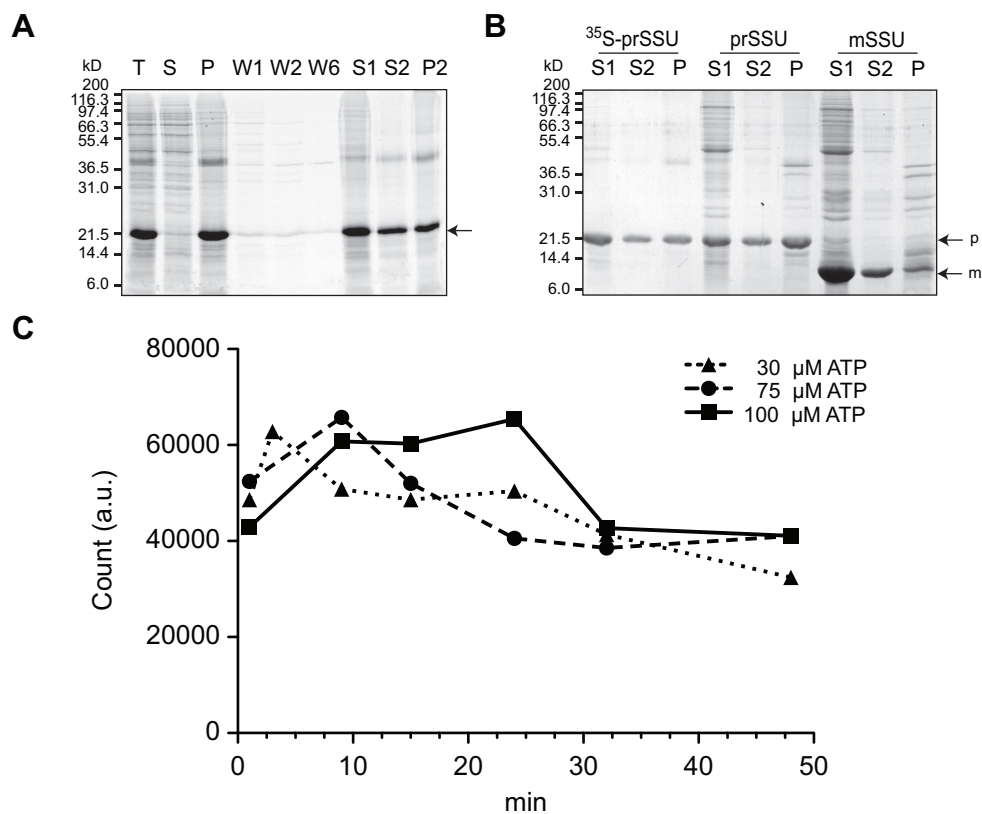 A
kD
T S P W1 W2 W6 S1 S2 P2
200
116.3
97.4
66.3
55.4
36.5
31.0
21.5
14.4
6.0
B
35S-prSSU prSSU mSSU
kD
S1 S2 P S1 S2 P S1 S2 P
200
116.3
97.4
66.3
55.4
36.5
31.0
21.5
14.4
6.0
p
m
C
80000
60000
40000
20000
0
Count (a.u.)
30 µM ATP
75 µM ATP
100 µM ATP
0 10 20 30 40 50
min